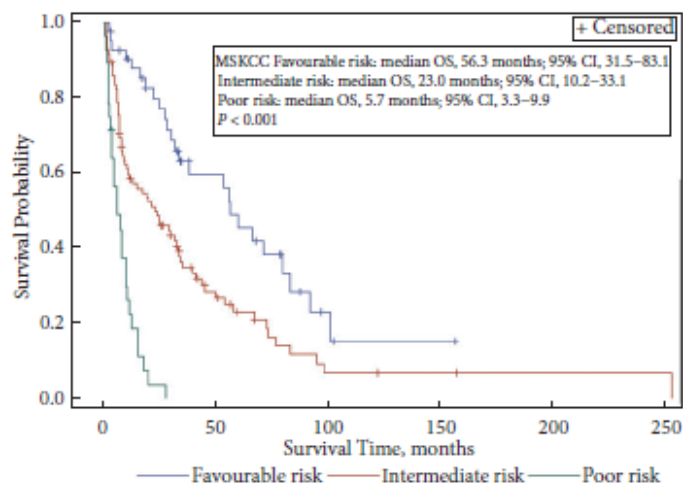 + Censored
MSKCC Favourable risk: median OS, 56.3 months; 95% CI, 31.5–83.1
Intermediate risk: median OS, 23.0 months; 95% CI, 10.2–33.1
Poor risk: median OS, 5.7 months; 95% CI, 3.3–9.9
P < 0.001
Survival Probability
1.0
0.8
0.6
0.4
0.2
0.0
0 50 100 150 200 250
Survival Time, months
Favourable risk Intermediate risk Poor risk